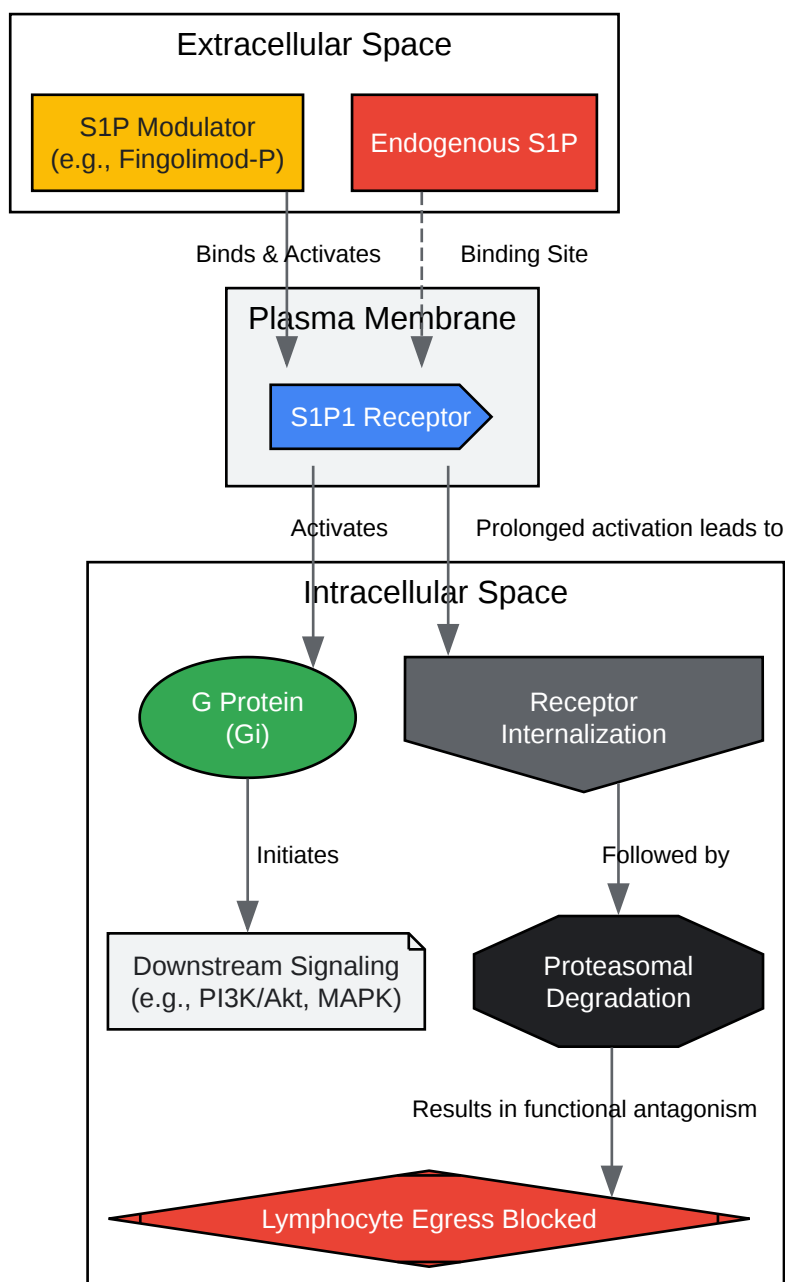 Extracellular Space
S1P Modulator
(e.g., Fingolimod-P)
Endogenous S1P
Binds & Activates
Binding Site
Plasma Membrane
S1P1 Receptor
Activates
Prolonged activation leads to
Intracellular Space
G Protein
(Gi)
Receptor
Internalization
Initiates
Followed by
Downstream Signaling
(e.g., PI3K/Akt, MAPK)
Proteasomal
Degradation
Results in functional antagonism
Lymphocyte Egress Blocked